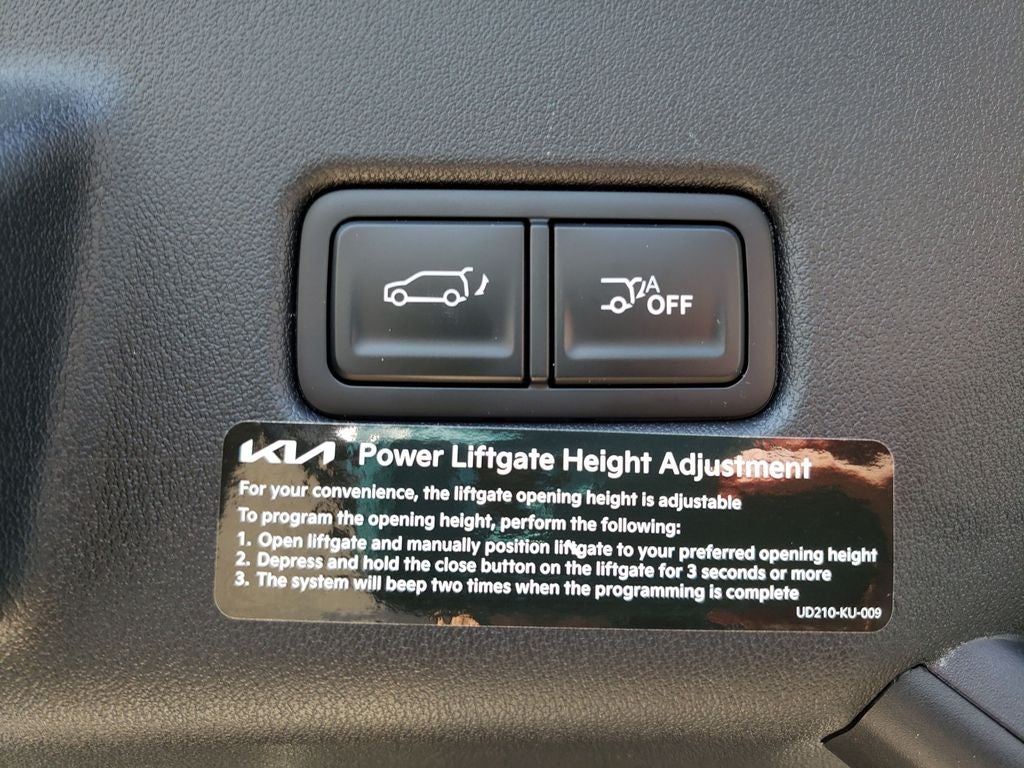 A
OFF
KIA Power Liftgate Height Adjustment
For your convenience, the liftgate opening height is adjustable
To program the opening height, perform the following:
1. Open liftgate and manually position liftgate to your preferred opening height
2. Depress and hold the close button on the liftgate for 3 seconds or more
3. The system will beep two times when the programming is complete
UD210-KU-009